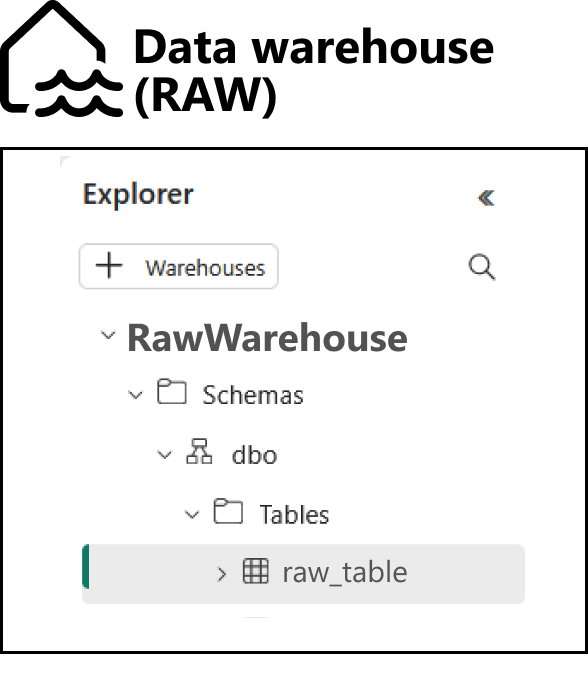 Data warehouse
(RAW)
Explorer
Warehouses
RawWarehouse
Schemas
dbo
Tables
raw_table